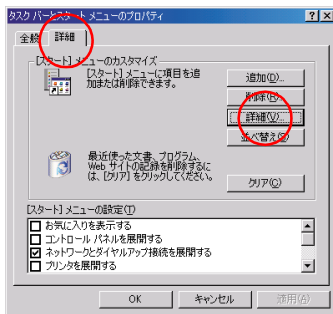 タスク バーと[スタート] メニューのプロパティ
全般
詳細
[スタート] メニューのカスタマイズ
[スタート] メニューに項目を追
加または削除できます。
追加(D)...
削除(R)...
詳細(V)...
並べ替え(S)
最近使った文書、プログラム、
Web サイトの記録を削除するに
は、[クリア] をクリックしてください。
クリア(C)
[スタート] メニューの設定(T)
お気に入りを表示する
コントロール パネルを展開する
ネットワークとダイヤルアップ接続を展開する
プリンタを展開する
OK
キャンセル
適用(A)